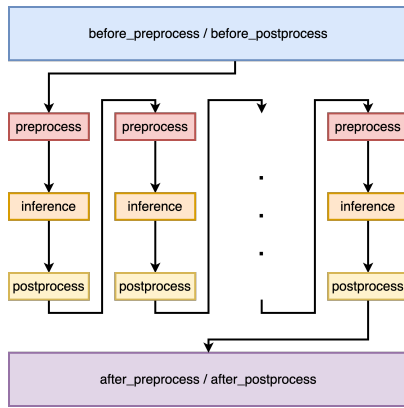 before_preprocess / before_postprocess
preprocess
preprocess
preprocess
inference
inference
inference
postprocess
postprocess
postprocess
after_preprocess / after_postprocess